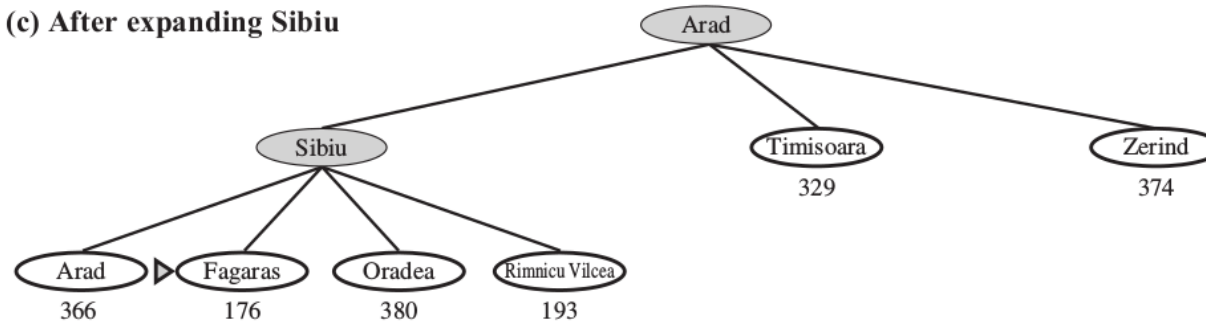 (c) After expanding Sibiu
Arad
Sibiu
Timisoara
Zerind
329
374
Arad
Fagaras
Oradea
Rimnicu Vilcea
366
176
380
193